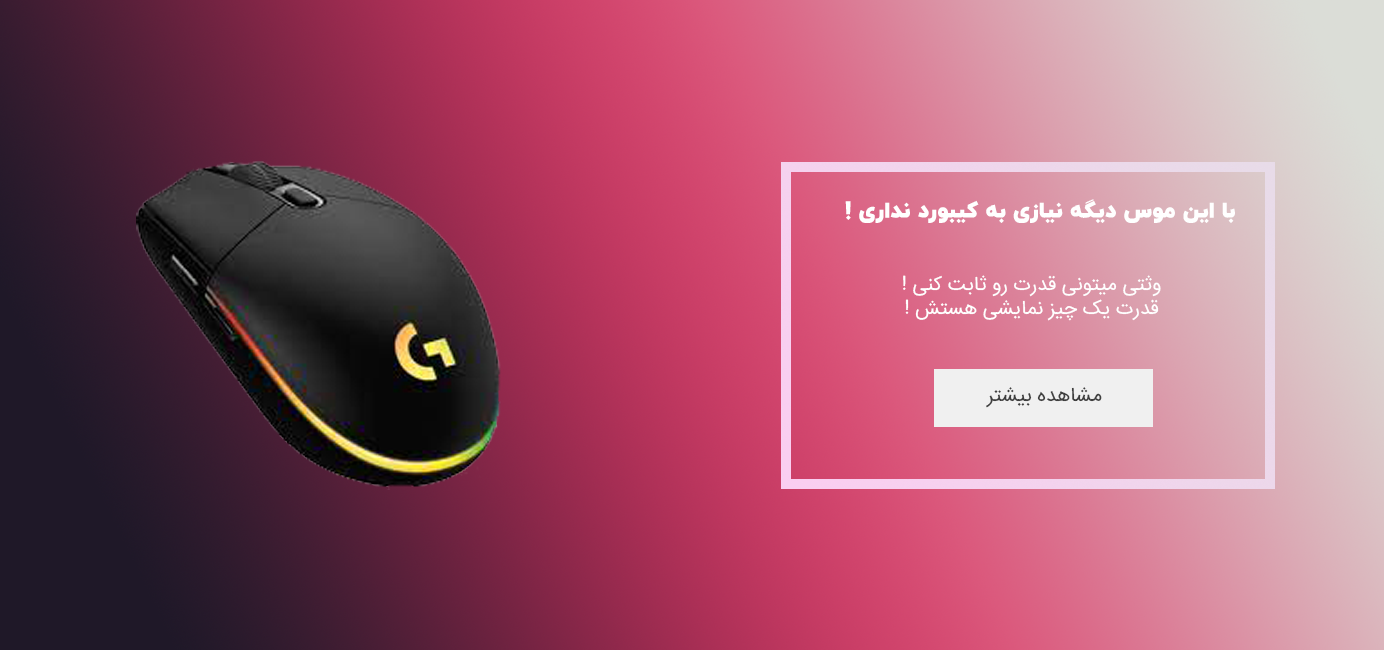 با این موس دیگه نیازی به کیبورد نداری !
وثتی میتونی قدرت رو ثابت کنی !
قدرت یک چیز نمایشی هستش !
مشاهده بیشتر